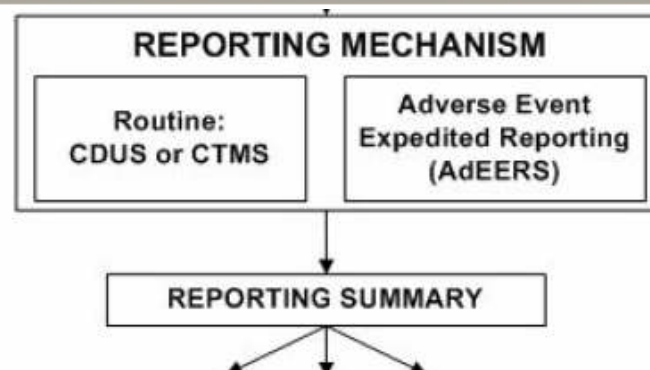 REPORTING MECHANISM
Routine:
CDUS or CTMS
Adverse Event
Expedited Reporting
(AdEERS)
REPORTING SUMMARY